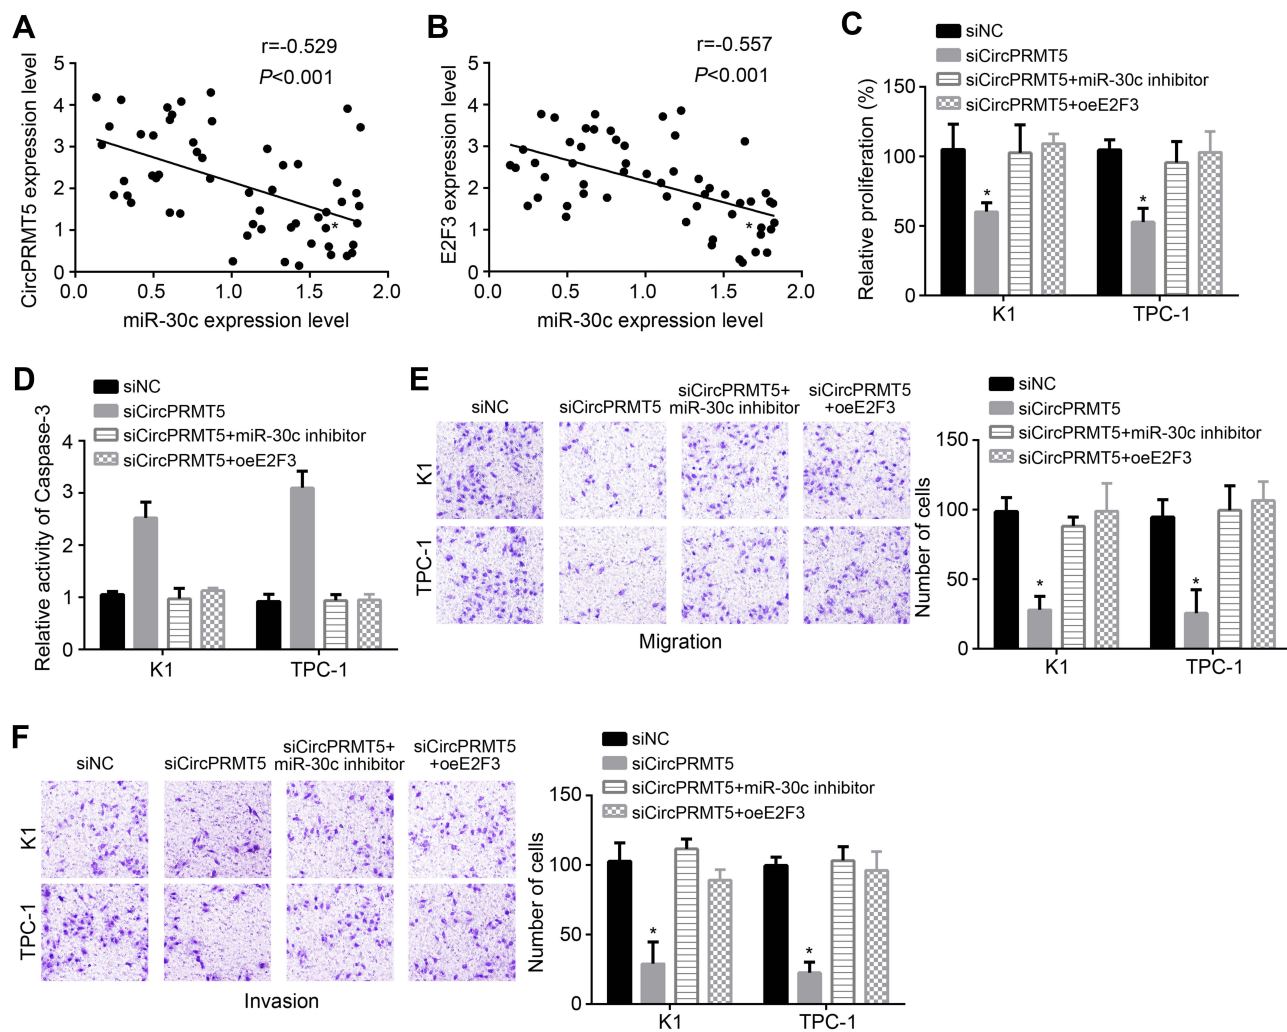 A
r=-0.529
P<0.001
CircPRMT5 expression level
5
4
3
2
1
0
*
0.0 0.5 1.0 1.5 2.0
miR-30c expression level
B
r=-0.557
P<0.001
E2F3 expression level
5
4
3
2
1
0
*
0.0 0.5 1.0 1.5 2.0
miR-30c expression level
C
siNC
siCircPRMT5
siCircPRMT5+miR-30c inhibitor
siCircPRMT5+oeE2F3
Relative proliferation (%)
150
100
50
0
* *
K1 TPC-1
D
siNC
siCircPRMT5
siCircPRMT5+miR-30c inhibitor
siCircPRMT5+oeE2F3
Relative activity of Caspase-3
4
3
2
1
0
K1 TPC-1
E
siNC
siCircPRMT5
siCircPRMT5+
miR-30c inhibitor
siCircPRMT5
+oeE2F3
K1
TPC-1
Migration
siNC
siCircPRMT5
siCircPRMT5+miR-30c inhibitor
siCircPRMT5+oeE2F3
Number of cells
150
100
50
0
* *
K1 TPC-1
F
siNC
siCircPRMT5
siCircPRMT5+
miR-30c inhibitor
siCircPRMT5
+oeE2F3
K1
TPC-1
Invasion
siNC
siCircPRMT5
siCircPRMT5+miR-30c inhibitor
siCircPRMT5+oeE2F3
Number of cells
150
100
50
0
* *
K1 TPC-1